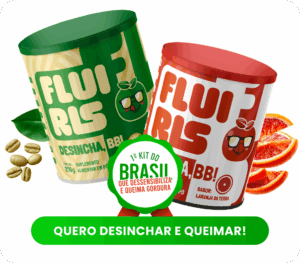 FLUI
RIS
DESINCHA, BB!
SUPLEMENTO
FLUI
RIS
, BB!
SABOR
LARANJA DA TERRA
1º KIT DO
BRASIL
QUE DESSENSIBILIZA
E QUEIMA GORDURA
QUERO DESINCHAR E QUEIMAR!